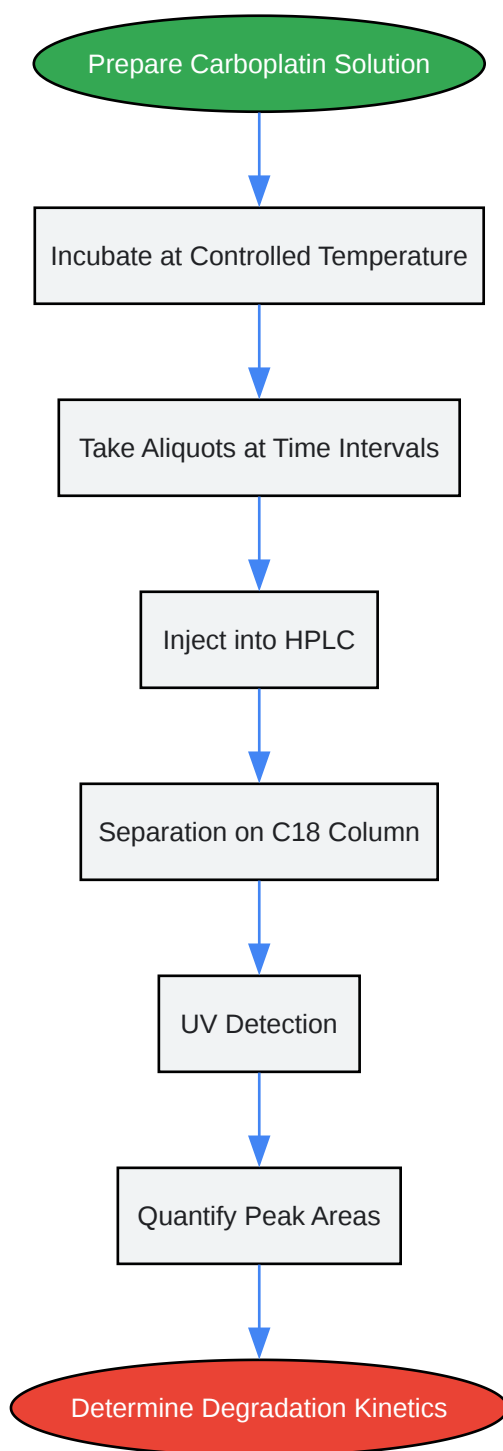 Prepare Carboplatin Solution
Incubate at Controlled Temperature
Take Aliquots at Time Intervals
Inject into HPLC
Separation on C18 Column
UV Detection
Quantify Peak Areas
Determine Degradation Kinetics